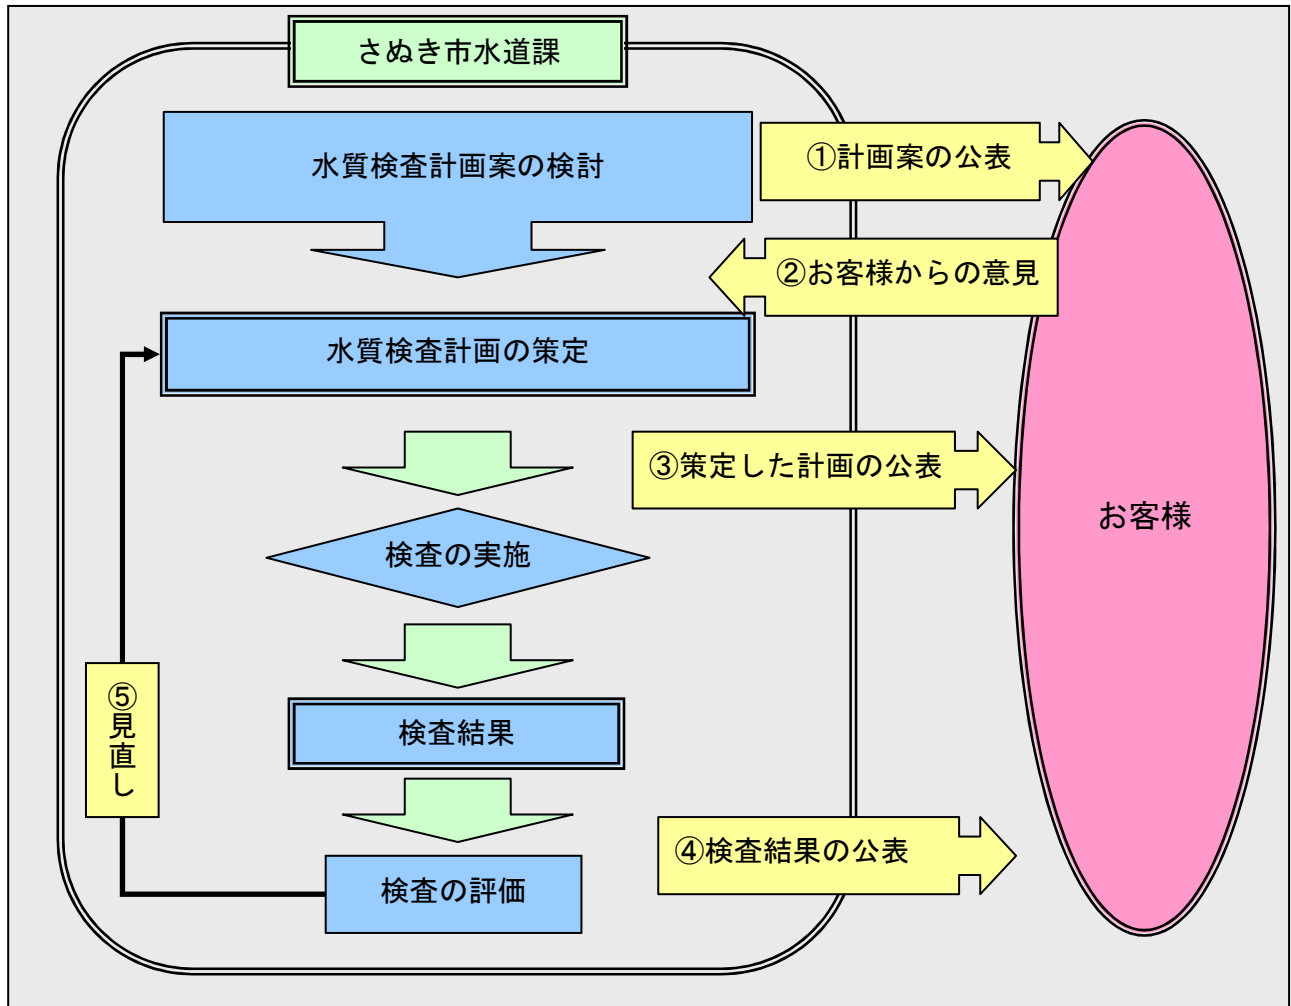 さぬき市水道課
水質検査計画案の検討
①計画案の公表
②お客様からの意見
水質検査計画の策定
③策定した計画の公表
お客様
検査の実施
⑤見直し
検査結果
④検査結果の公表
検査の評価